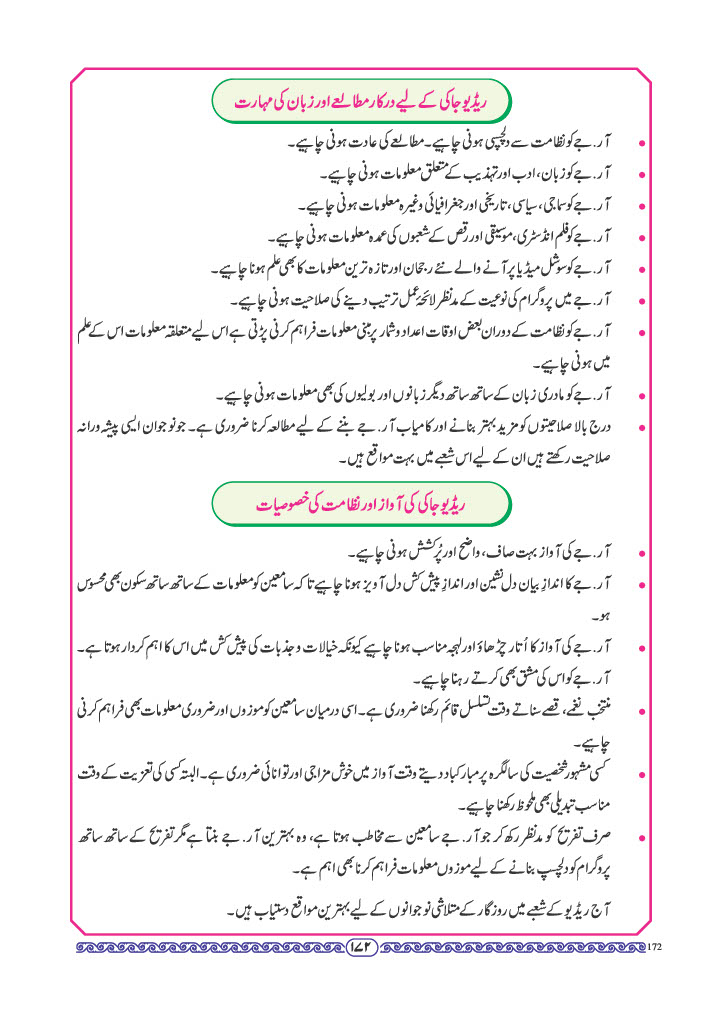 ریڈیو جاکی کے لیے درکار مطالعے اور زبان کی مہارت
• آر.جے کو نظامت سے دلچسپی ہونی چاہیے۔ مطالعے کی عادت ہونی چاہیے۔
• آر.جے کو زبان، ادب اور تہذیب کے متعلق معلومات ہونی چاہیے۔
• آر.جے کو سماجی، سیاسی، تاریخی اور جغرافیائی وغیرہ معلومات ہونی چاہیے۔
• آر.جے کو فلم انڈسٹری، موسیقی اور رقص کے شعبوں کی عمدہ معلومات ہونی چاہیے۔
• آر.جے کو سوشل میڈیا پر آنے والے نئے رجحان اور تازہ ترین معلومات کا بھی علم ہونا چاہیے۔
• آر.جے میں پروگرام کی نوعیت کے مدنظر لائحۂ عمل ترتیب دینے کی صلاحیت ہونی چاہیے۔
• آر.جے کو نظامت کے دوران بعض اوقات اعداد و شمار پر مبنی معلومات فراہم کرنی پڑتی ہے اس لیے متعلقہ معلومات اس کے علم
میں ہونی چاہیے۔
• آر.جے کو مادری زبان کے ساتھ ساتھ دیگر زبانوں اور بولیوں کی بھی معلومات ہونی چاہیے۔
• درج بالا صلاحیتوں کو مزید بہتر بنانے اور کامیاب آر. جے بننے کے لیے مطالعہ کرنا ضروری ہے۔ جو نوجوان ایسی پیشہ ورانہ
صلاحیت رکھتے ہیں ان کے لیے اس شعبے میں بہت مواقع ہیں۔
ریڈیو جاکی کی آواز اور نظامت کی خصوصیات
• آر.جے کی آواز بہت صاف، واضح اور پُرکشش ہونی چاہیے۔
• آر.جے کا اندازِ بیان دل نشین اور اندازِ پیش کش دل آویز ہونا چاہیے تاکہ سامعین کو معلومات کے ساتھ ساتھ سکون بھی محسوس
ہو۔
• آر.جے کی آواز کا اُتار چڑھاؤ اور لہجہ مناسب ہونا چاہیے کیونکہ خیالات و جذبات کی پیش کش میں اس کا اہم کردار ہوتا ہے۔
آر.جے کو اس کی مشق بھی کرتے رہنا چاہیے۔
• منتخب نغمے، قصے سناتے وقت تسلسل قائم رکھنا ضروری ہے۔ اسی درمیان سامعین کو موزوں اور ضروری معلومات بھی فراہم کرنی
چاہیے۔
• کسی مشہور شخصیت کی سالگرہ پر مبارکباد دیتے وقت آواز میں خوش مزاجی اور توانائی ضروری ہے۔ البتہ کسی کی تعزیت کے وقت
مناسب تبدیلی بھی ملحوظ رکھنا چاہیے۔
• صرف تفریح کو مدنظر رکھ کر جو آر. جے سامعین سے مخاطب ہوتا ہے، وہ بہترین آر. جے بنتا ہے مگر تفریح کے ساتھ ساتھ
پروگرام کو دلچسپ بنانے کے لیے موزوں معلومات فراہم کرنا بھی اہم ہے۔
آج ریڈیو کے شعبے میں روزگار کے متلاشی نوجوانوں کے لیے بہترین مواقع دستیاب ہیں۔
۱۷۲
172